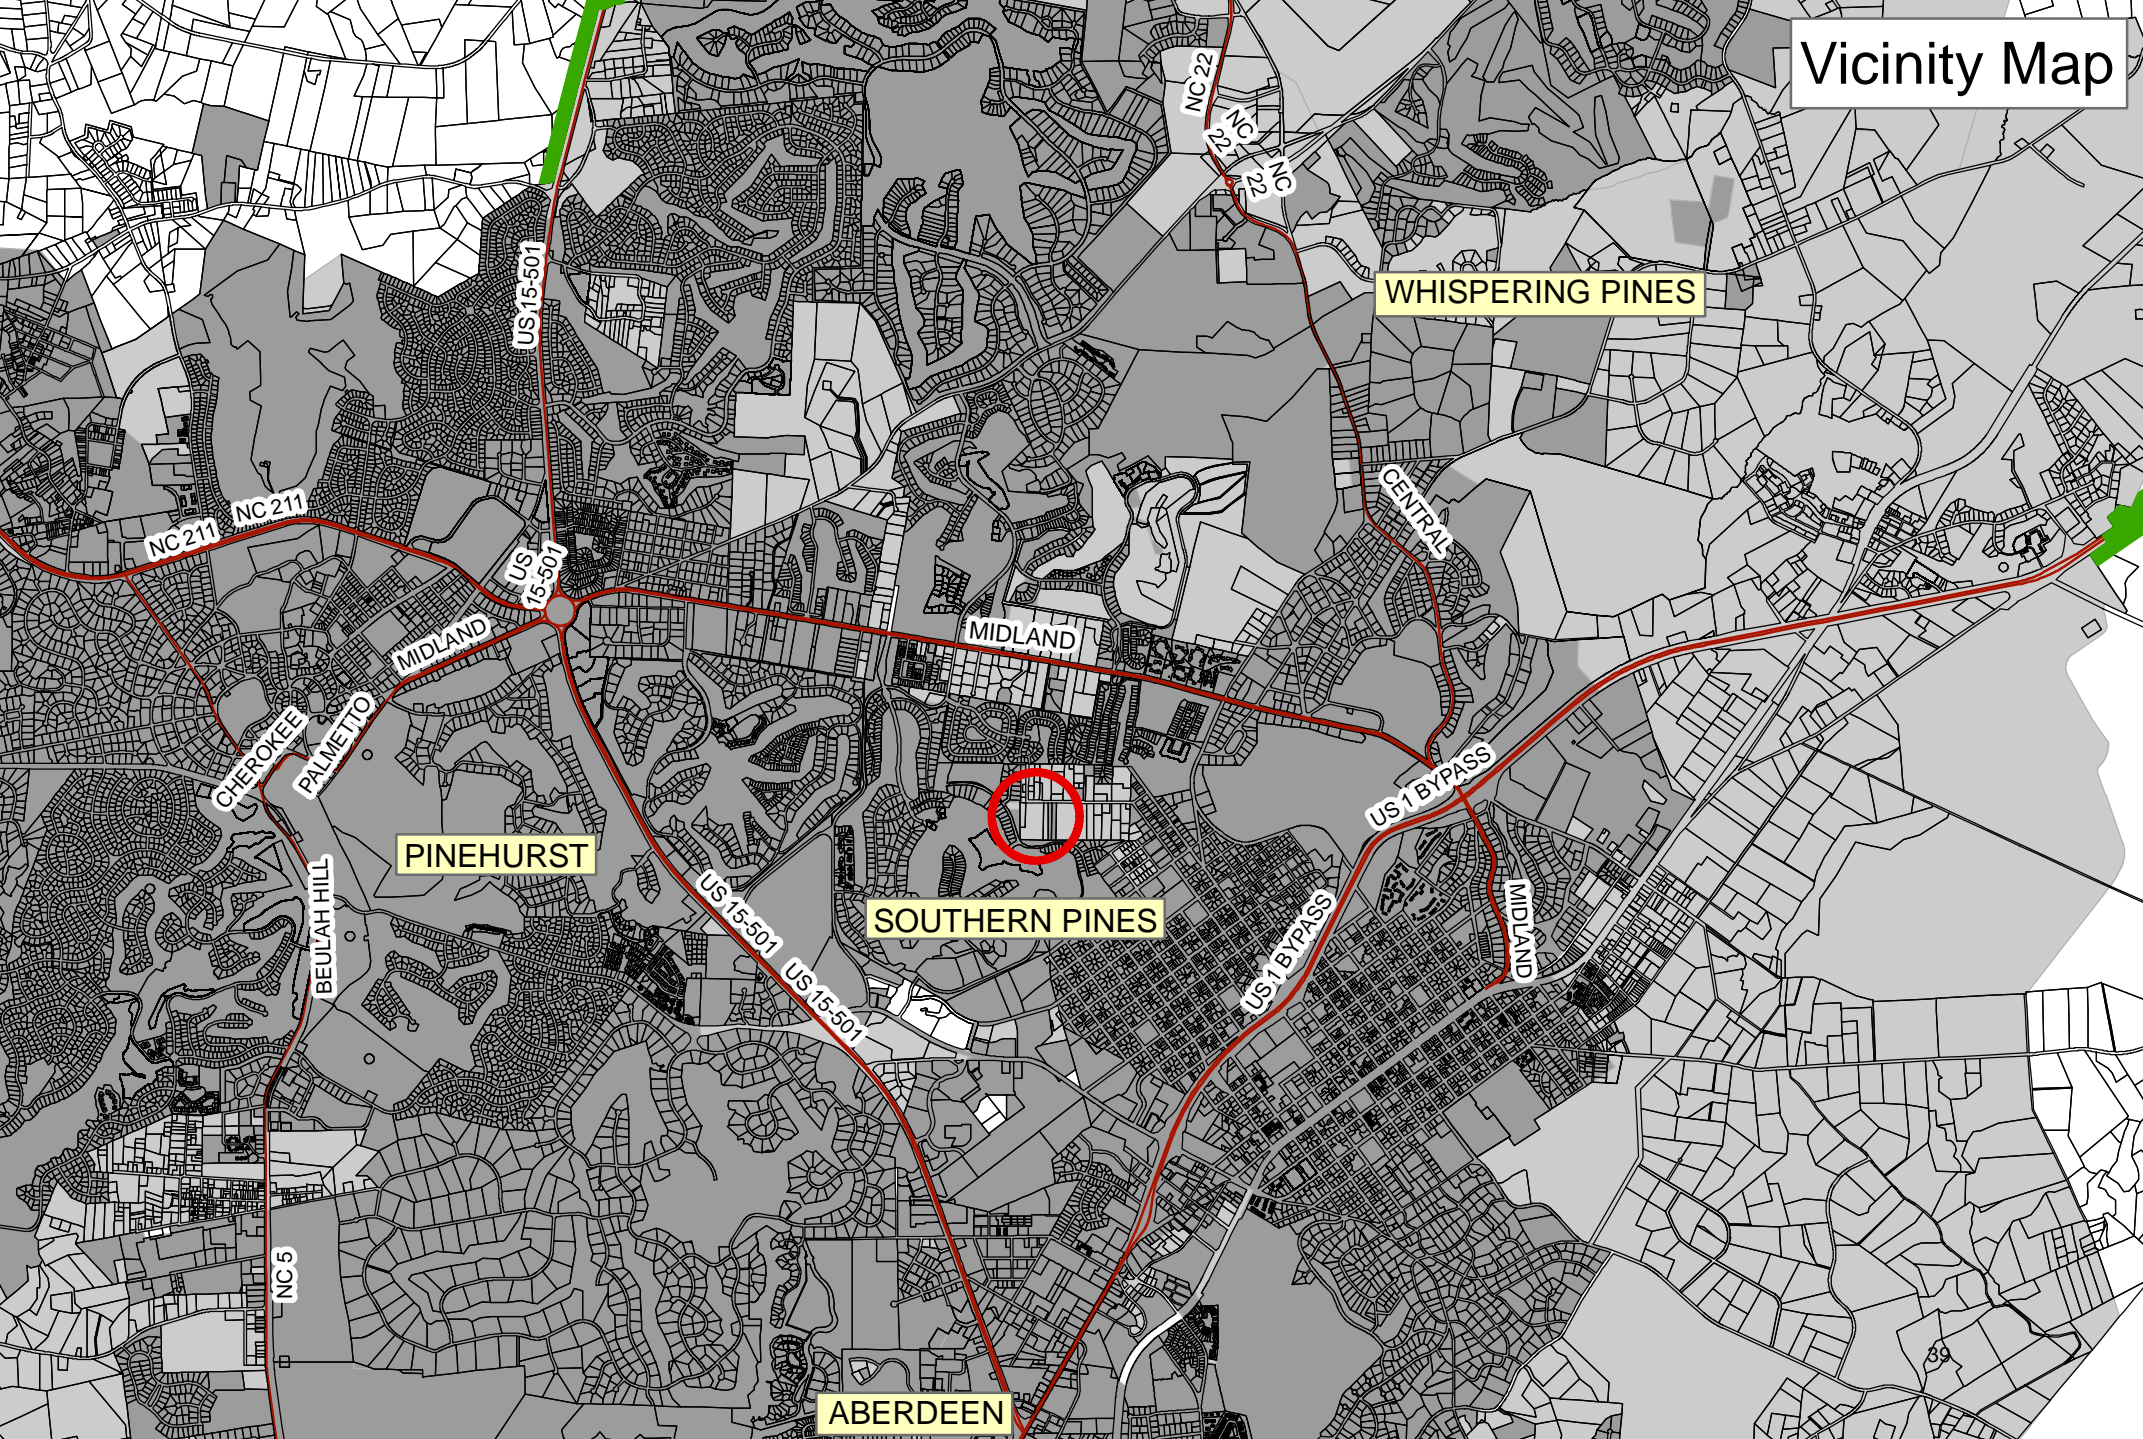 Vicinity Map
NC 22
NC
22
NC
22
US 15-501
WHISPERING PINES
NC 211
NC 211
CENTRAL
US
15-501
MIDLAND
MIDLAND
CHEROKEE
PALMETTO
US 1 BYPASS
PINEHURST
BEULAH HILL
US 15-501
SOUTHERN PINES
US 1 BYPASS
MIDLAND
US 15-501
NC 5
39
ABERDEEN